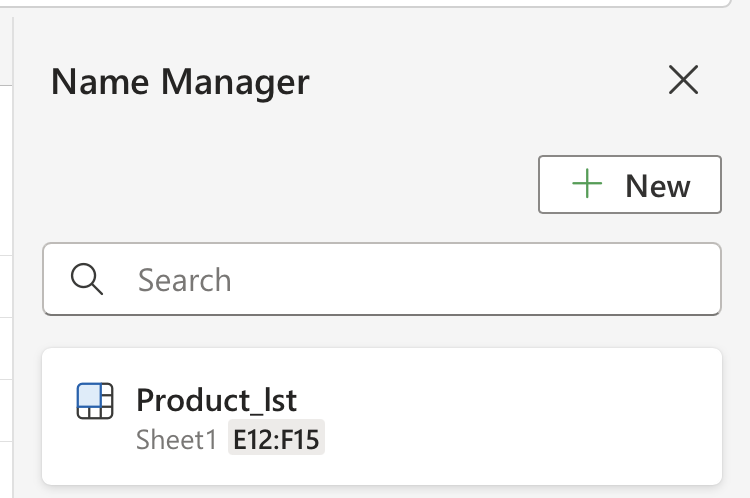 Name Manager
New
Search
Product_lst
Sheet1 E12:F15